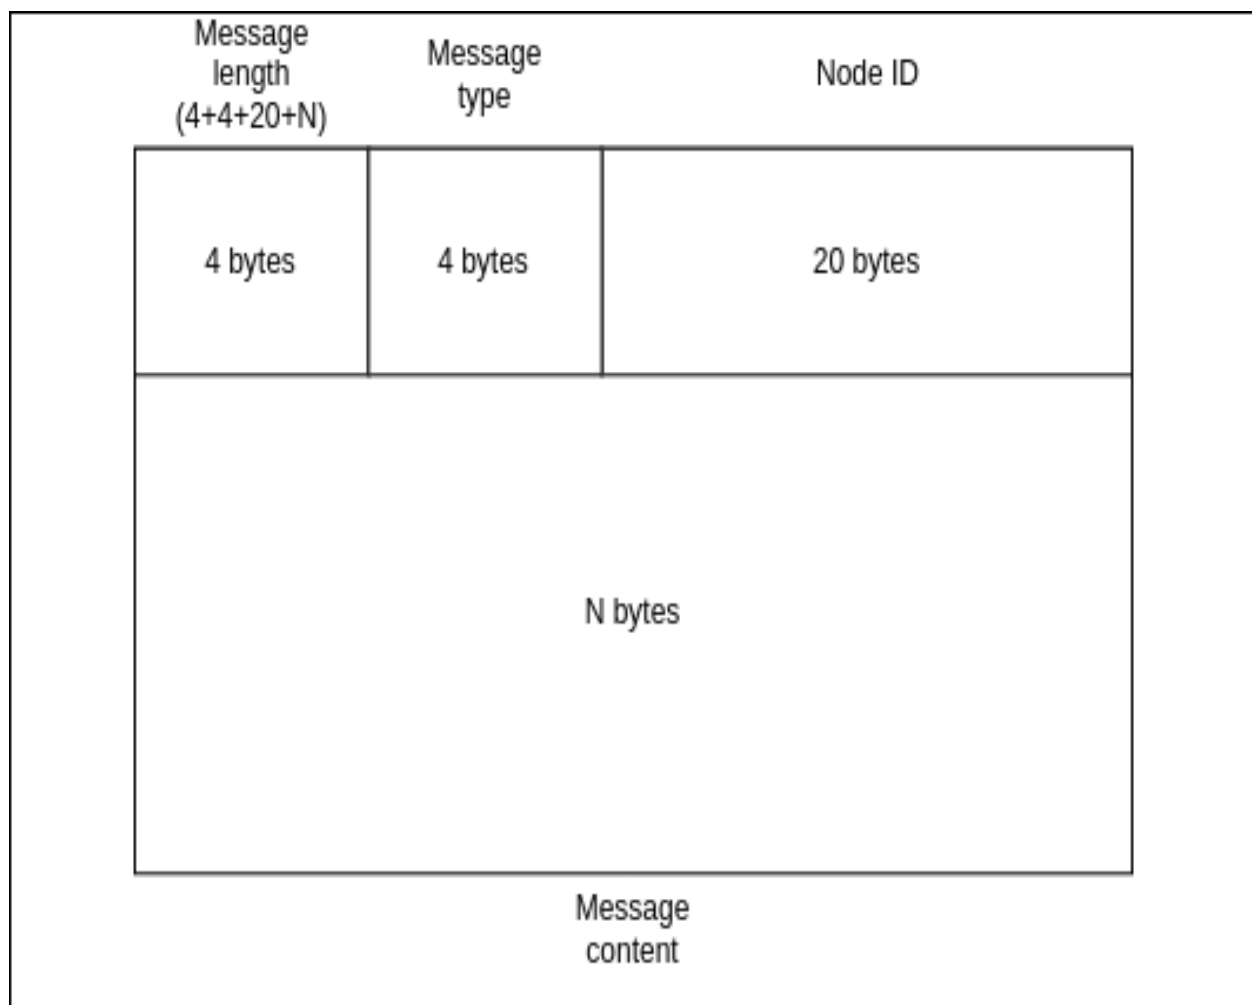 Message
length
(4+4+20+N)
Message
type
Node ID
4 bytes
4 bytes
20 bytes
N bytes
Message
content